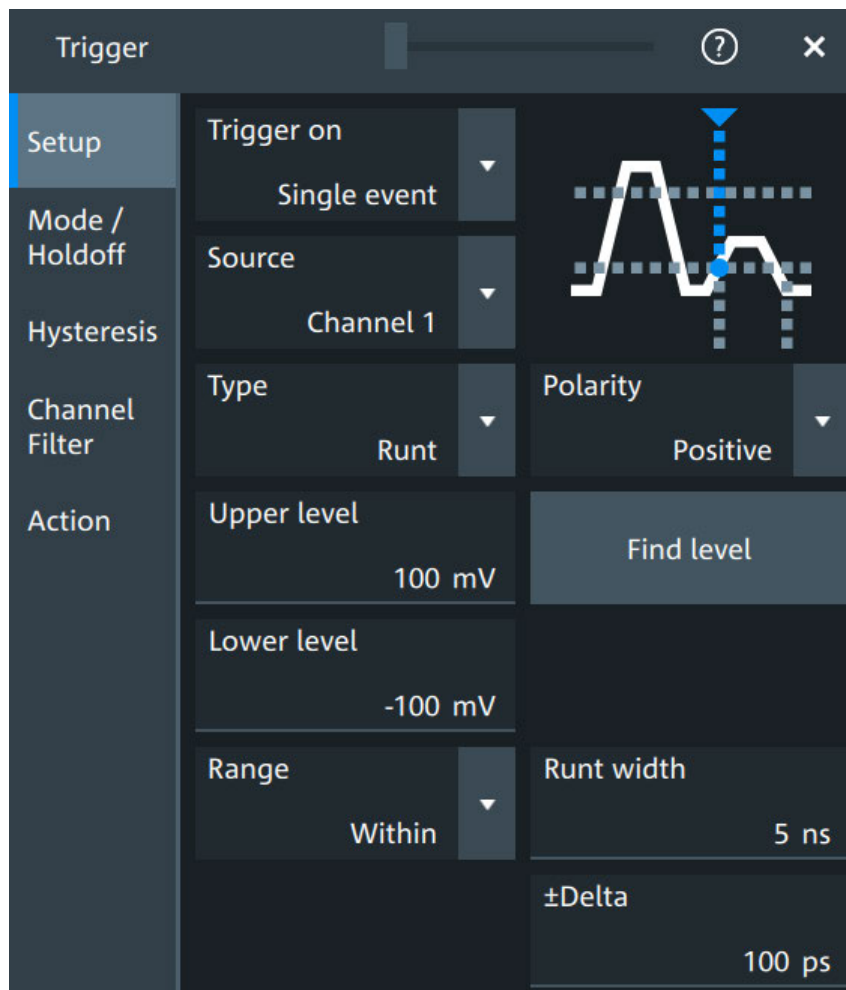 Trigger
?
Setup
Mode /
Holdoff
Hysteresis
Channel
Filter
Action
Trigger on
Single event
Source
Channel 1
Type
Runt
Polarity
Positive
Upper level
100 mV
Find level
Lower level
-100 mV
Range
Within
Runt width
5 ns
±Delta
100 ps